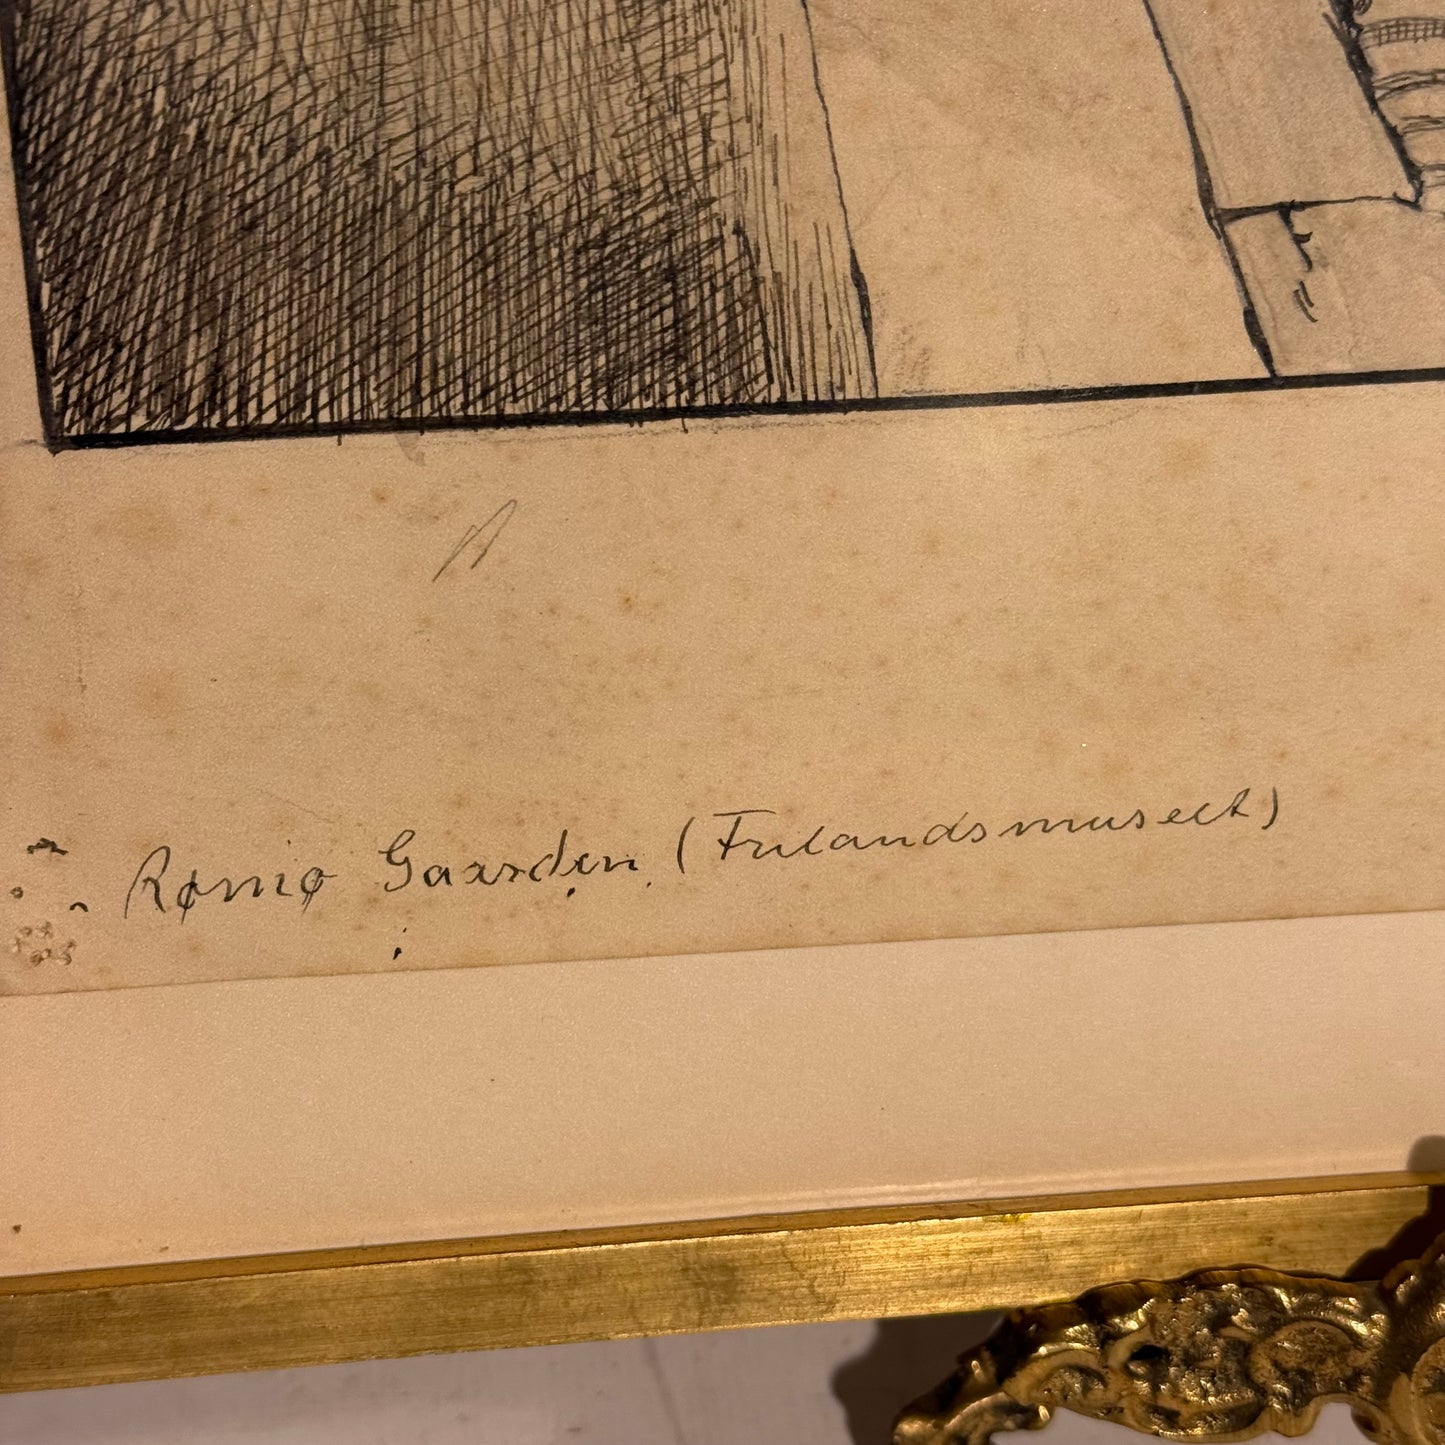 Rømø Gaarden. (Frilandsmuseet)